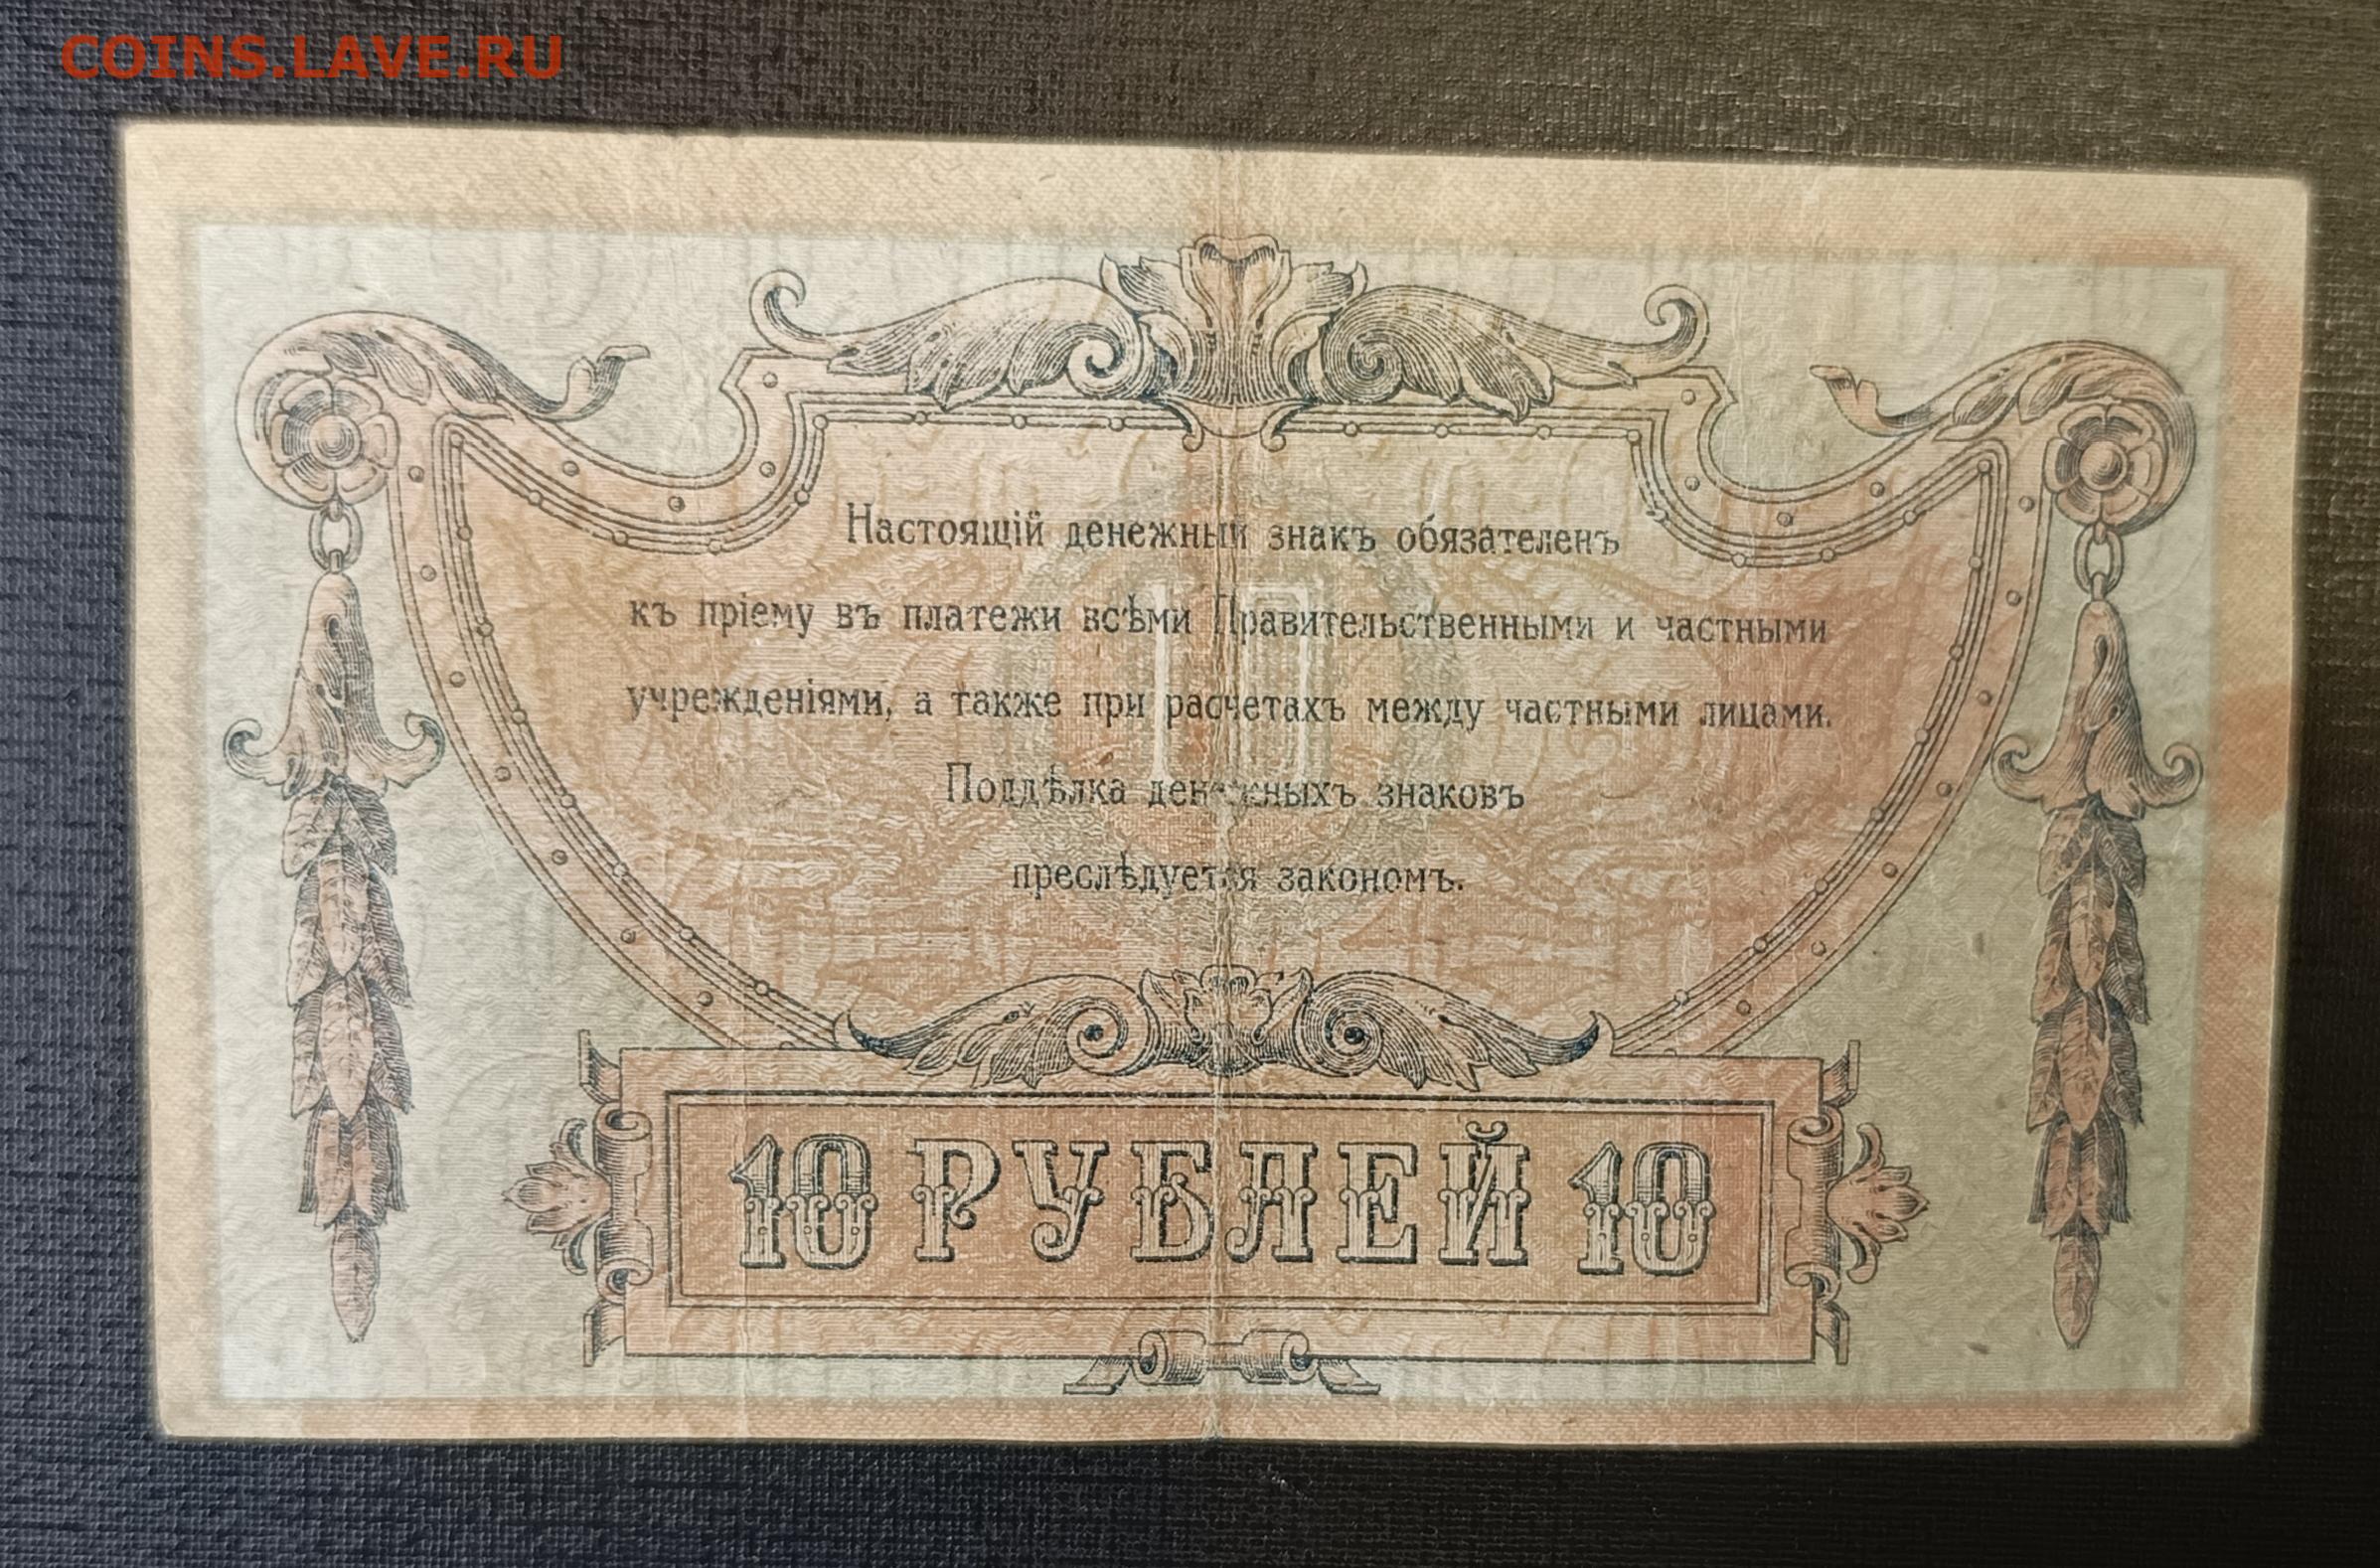 COINS.LAVE.RU
Настоящій денежный знакъ обязателенъ
къ пріему въ платежи всѣми Правительственными и частными
учрежденіями, а также при расчетахъ между частными лицами.
10
Поддѣлка денежныхъ знаковъ
преслѣдуется закономъ.
10 РУБЛЕЙ 10